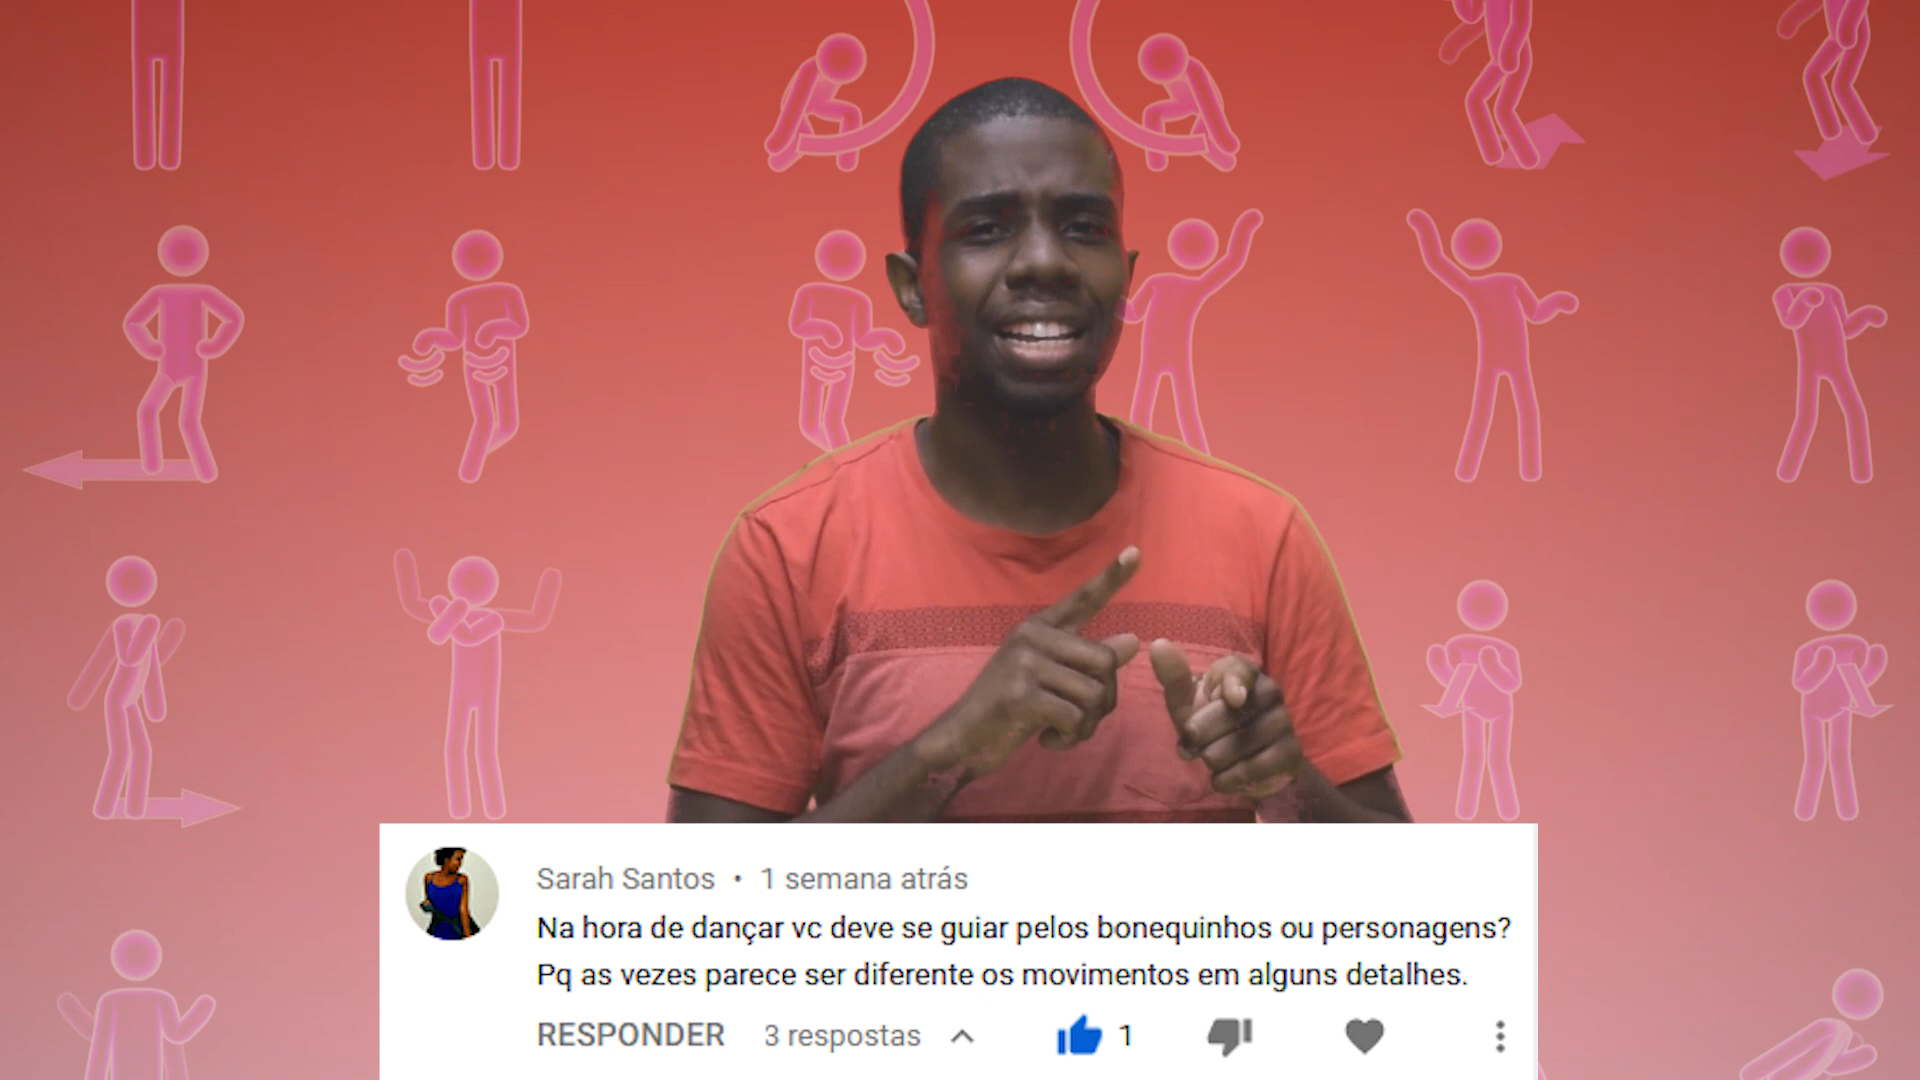 Sarah Santos • 1 semana atrás
Na hora de dançar vc deve se guiar pelos bonequinhos ou personagens?
Pq as vezes parece ser diferente os movimentos em alguns detalhes.
RESPONDER 3 respostas 1